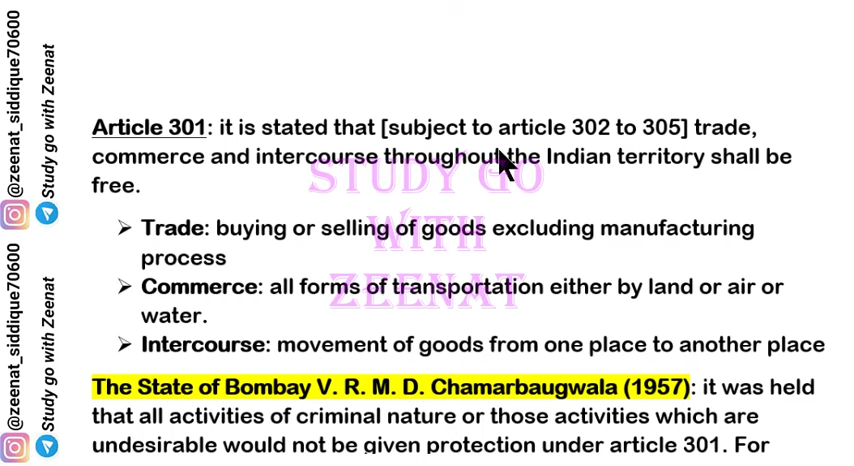 @zeenat_siddique70600
Study go with Zeenat
@zeenat_siddique70600
Study go with Zeenat
Article 301: it is stated that [subject to article 302 to 305] trade,
commerce and intercourse throughout the Indian territory shall be
free.
➢ Trade: buying or selling of goods excluding manufacturing
process
➢ Commerce: all forms of transportation either by land or air or
water.
➢ Intercourse: movement of goods from one place to another place
The State of Bombay V. R. M. D. Chamarbaugwala (1957): it was held
that all activities of criminal nature or those activities which are
undesirable would not be given protection under article 301. For
STUDY GO
WITH
ZEENAT